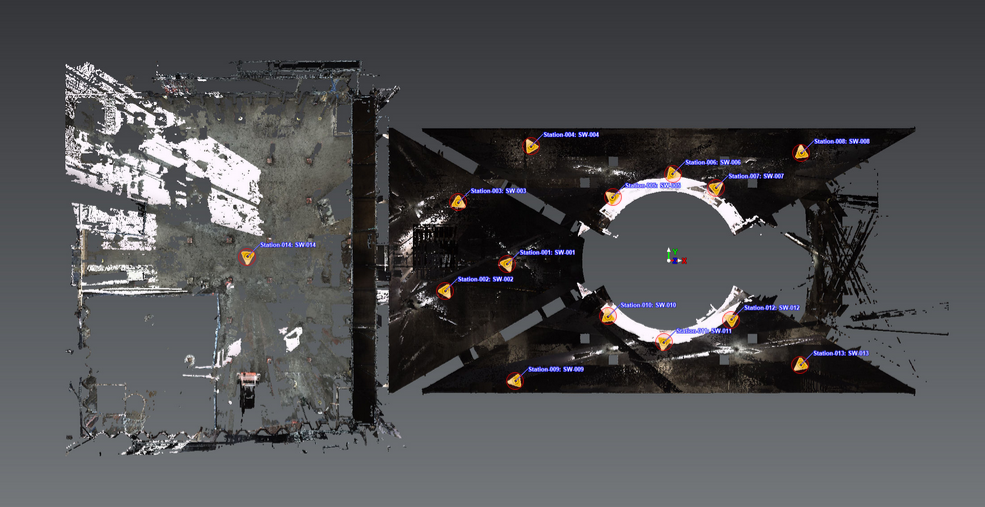 Station-004: SW-004
Station-008: SW-008
Station-006: SW-006
Station-007: SW-007
Station-005: SW-005
Station-003: SW-003
Station-014: SW-014
Station-001: SW-001
Station-002: SW-002
Station-010: SW-010
Station-012: SW-012
Station-011: SW-011
Station-013: SW-013
Station-009: SW-009